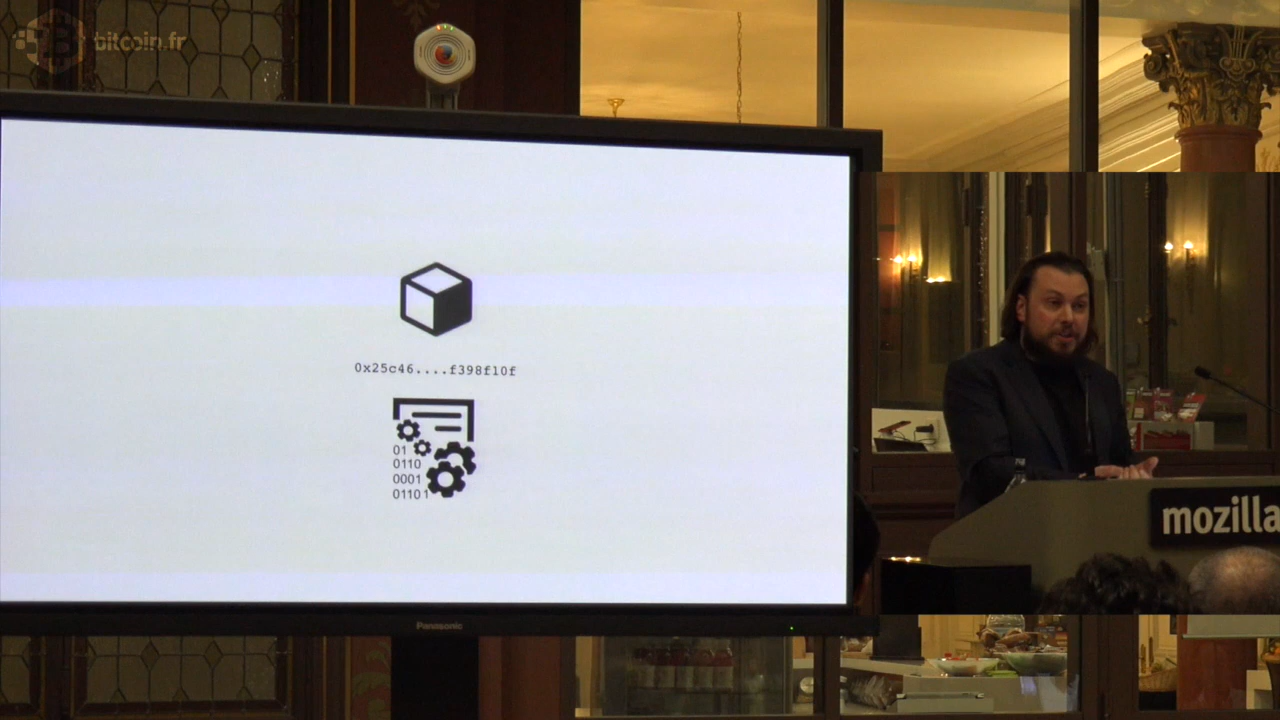 bitcoin.fr
0x25c46....f398f10f
01
0110
0001
01101
Panasonic
mozilla